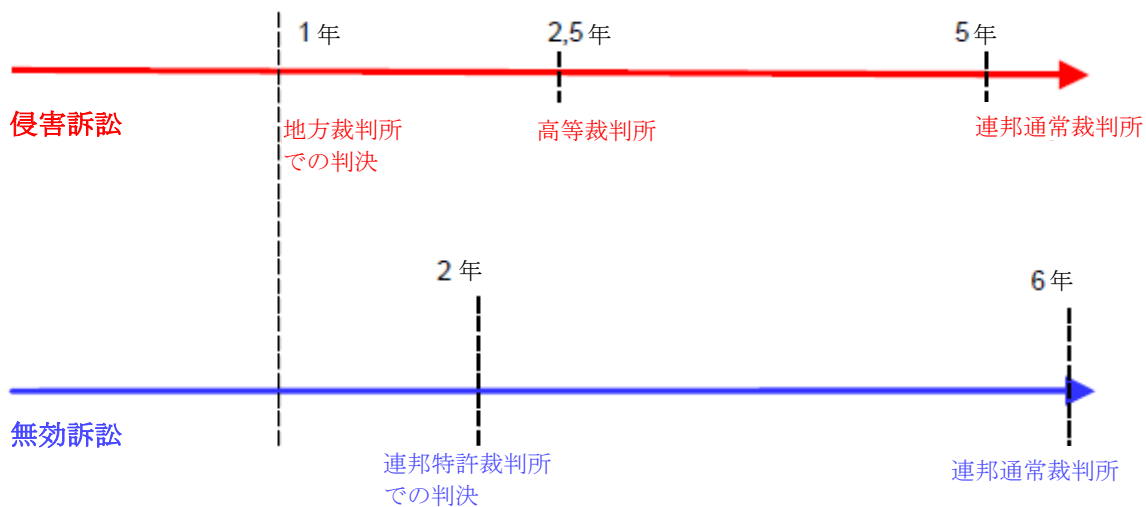 1 年
2,5 年
5 年
侵害訴訟
地方裁判所
での判決
高等裁判所
連邦通常裁判所
2 年
6 年
無効訴訟
連邦特許裁判所
での判決
連邦通常裁判所